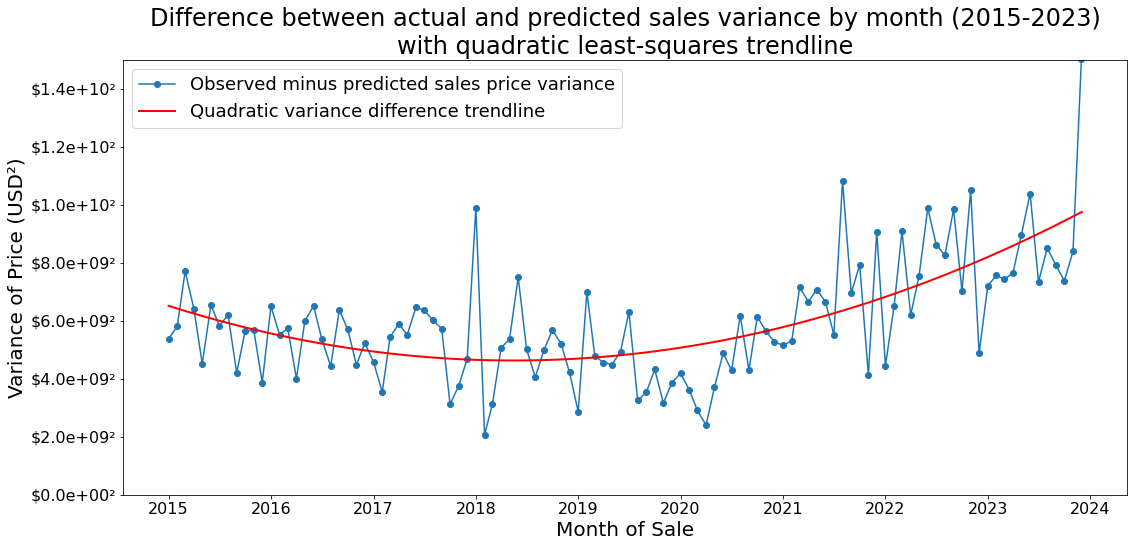 Difference between actual and predicted sales variance by month (2015-2023)
with quadratic least-squares trendline
Observed minus predicted sales price variance
Quadratic variance difference trendline
Variance of Price (USD²)
$1.4e+10²
$1.2e+10²
$1.0e+10²
$8.0e+09²
$6.0e+09²
$4.0e+09²
$2.0e+09²
$0.0e+00²
2015 2016 2017 2018 2019 2020 2021 2022 2023 2024
Month of Sale